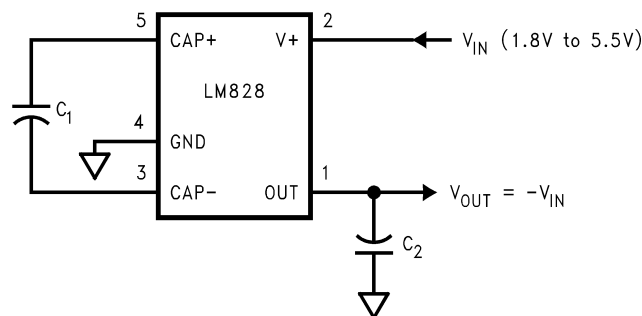 5
CAP+
V+
2
V_IN (1.8V to 5.5V)
LM828
C_1
4
GND
3
CAP-
OUT
1
V_OUT = -V_IN
C_2